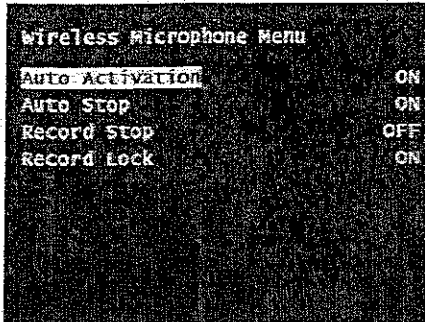 Wireless Microphone Menu
Auto Activation ON
Auto Stop ON
Record Stop OFF
Record Lock ON